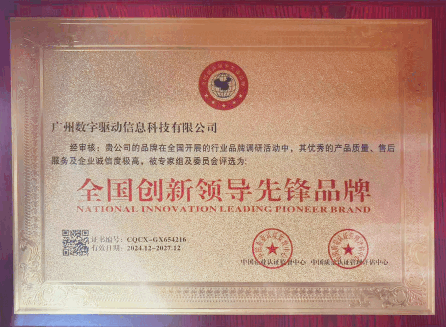 广州数字驱动信息科技有限公司
经审核：贵公司的品牌在全国开展的行业品牌调研活动中，其优秀的产品质量、售后
服务及企业诚信度极高，被专家组及委员会评选为：
全国创新领导先锋品牌
NATIONAL INNOVATION LEADING PIONEER BRAND
证书编号：CQCX-GX654216
有效日期：2024.12-2027.12